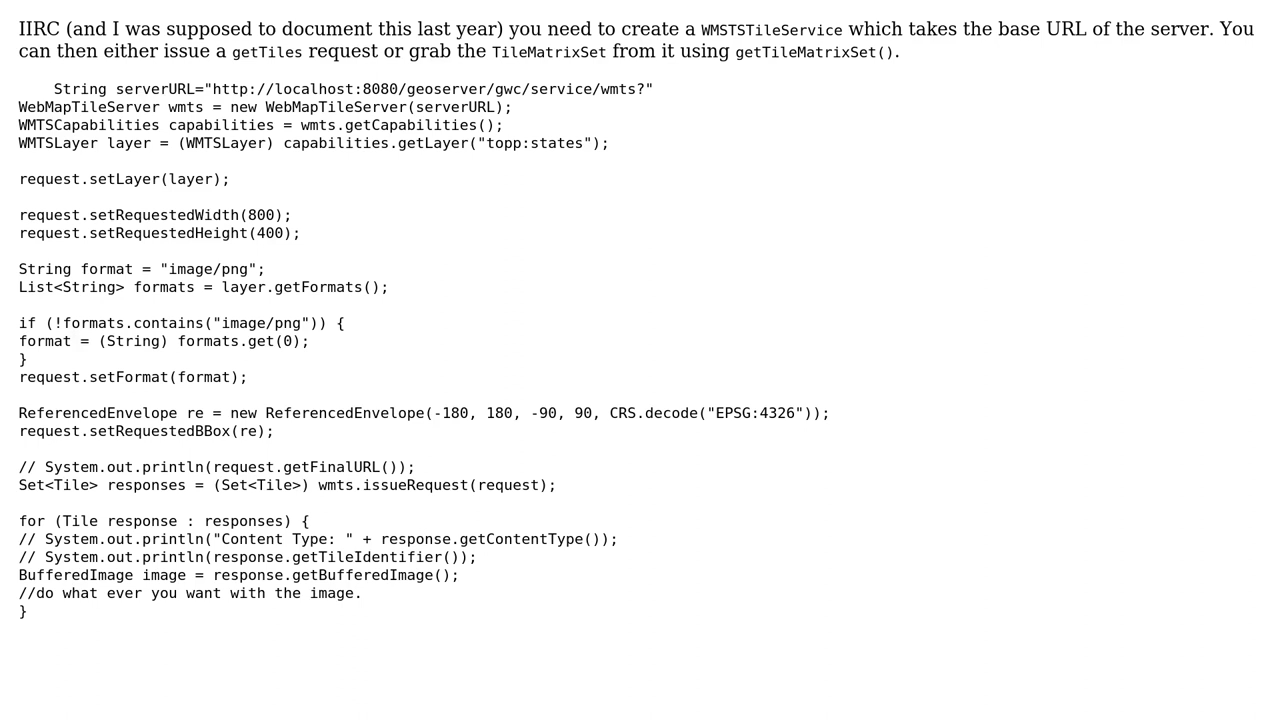 IIRC (and I was supposed to document this last year) you need to create a WMSTSTileService which takes the base URL of the server. You
can then either issue a getTiles request or grab the TileMatrixSet from it using getTileMatrixSet().
    String serverURL="http://localhost:8080/geoserver/gwc/service/wmts?"
WebMapTileServer wmts = new WebMapTileServer(serverURL);
WMTSCapabilities capabilities = wmts.getCapabilities();
WMTSLayer layer = (WMTSLayer) capabilities.getLayer("topp:states");

request.setLayer(layer);

request.setRequestedWidth(800);
request.setRequestedHeight(400);

String format = "image/png";
List<String> formats = layer.getFormats();

if (!formats.contains("image/png")) {
format = (String) formats.get(0);
}
request.setFormat(format);

ReferencedEnvelope re = new ReferencedEnvelope(-180, 180, -90, 90, CRS.decode("EPSG:4326"));
request.setRequestedBBox(re);

// System.out.println(request.getFinalURL());
Set<Tile> responses = (Set<Tile>) wmts.issueRequest(request);

for (Tile response : responses) {
// System.out.println("Content Type: " + response.getContentType());
// System.out.println(response.getTileIdentifier());
BufferedImage image = response.getBufferedImage();
//do what ever you want with the image.
}